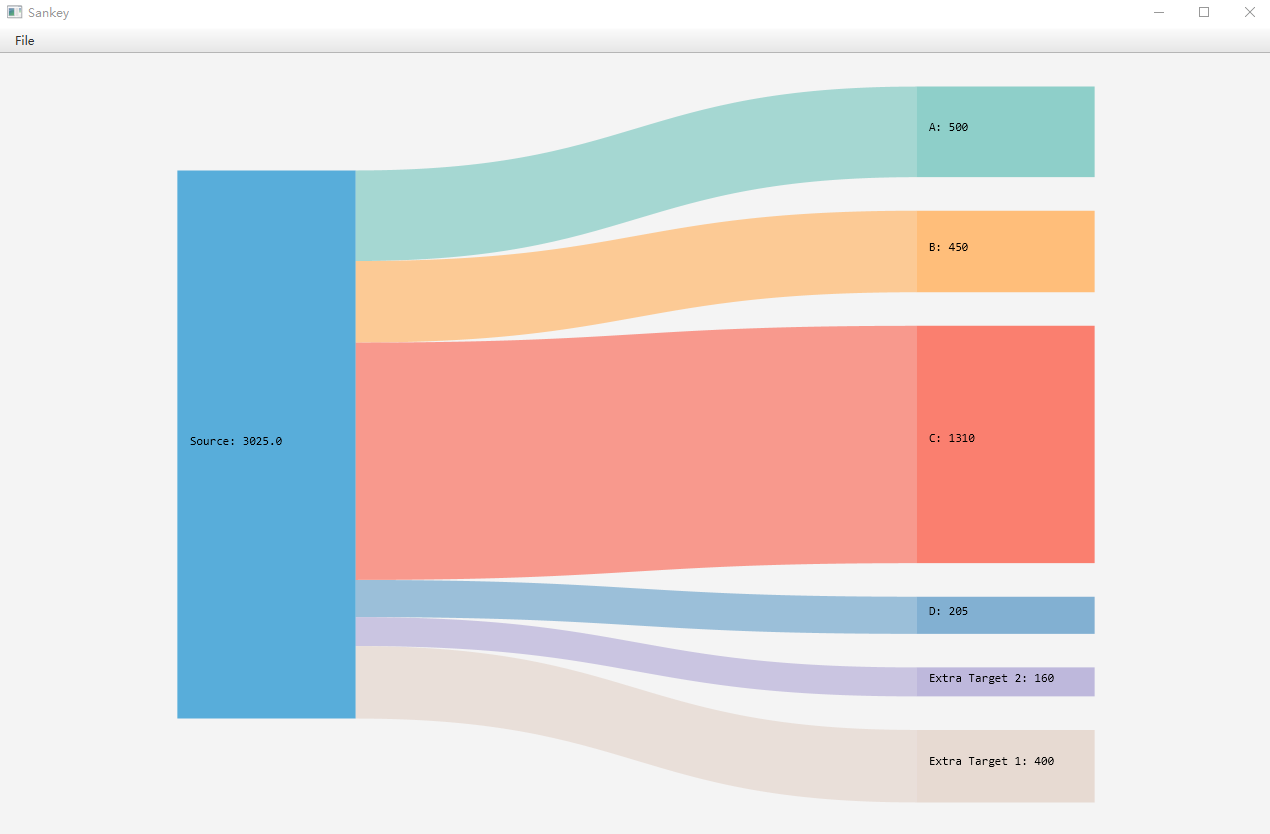 Sankey
File
A: 500
B: 450
Source: 3025.0
C: 1310
D: 205
Extra Target 2: 160
Extra Target 1: 400